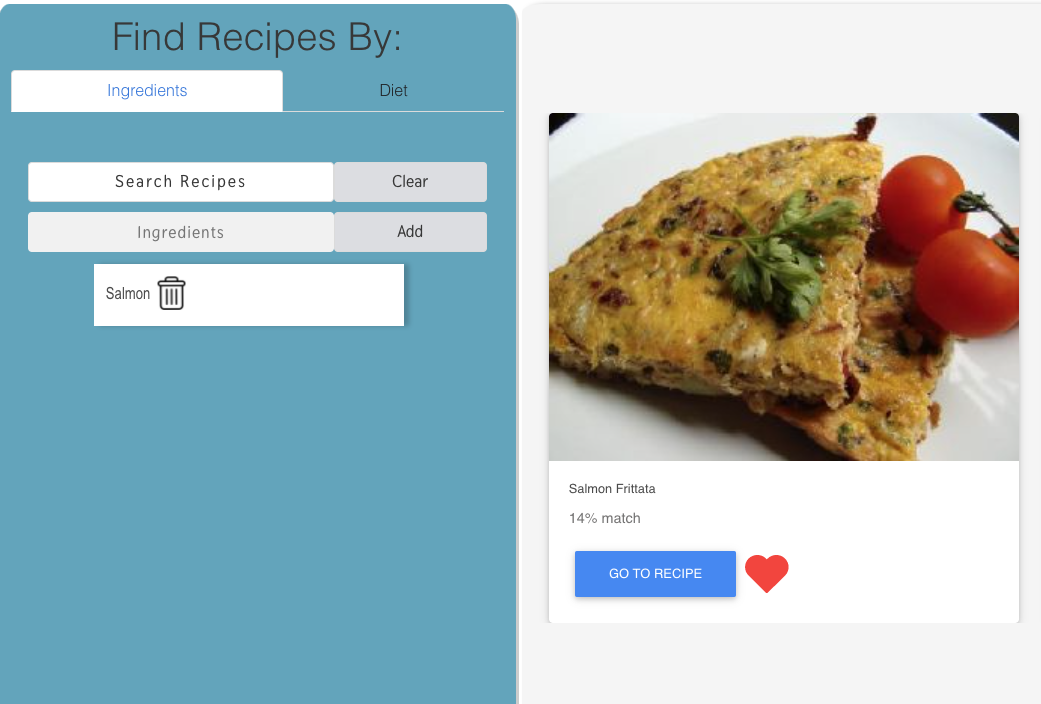 Find Recipes By:
Ingredients
Diet
Search Recipes
Clear
Ingredients
Add
Salmon
Salmon Frittata
14% match
GO TO RECIPE